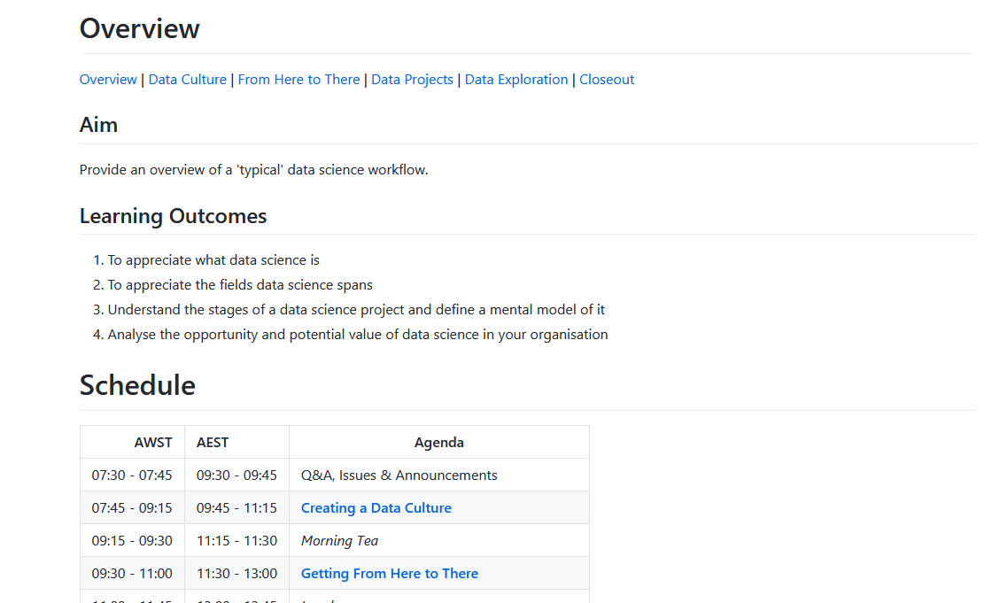 Overview
Overview | Data Culture | From Here to There | Data Projects | Data Exploration | Closeout
Aim
Provide an overview of a 'typical' data science workflow.
Learning Outcomes
1. To appreciate what data science is
2. To appreciate the fields data science spans
3. Understand the stages of a data science project and define a mental model of it
4. Analyse the opportunity and potential value of data science in your organisation
Schedule
AWST AEST Agenda
07:30 - 07:45 09:30 - 09:45 Q&A, Issues & Announcements
07:45 - 09:15 09:45 - 11:15 Creating a Data Culture
09:15 - 09:30 11:15 - 11:30 Morning Tea
09:30 - 11:00 11:30 - 13:00 Getting From Here to There